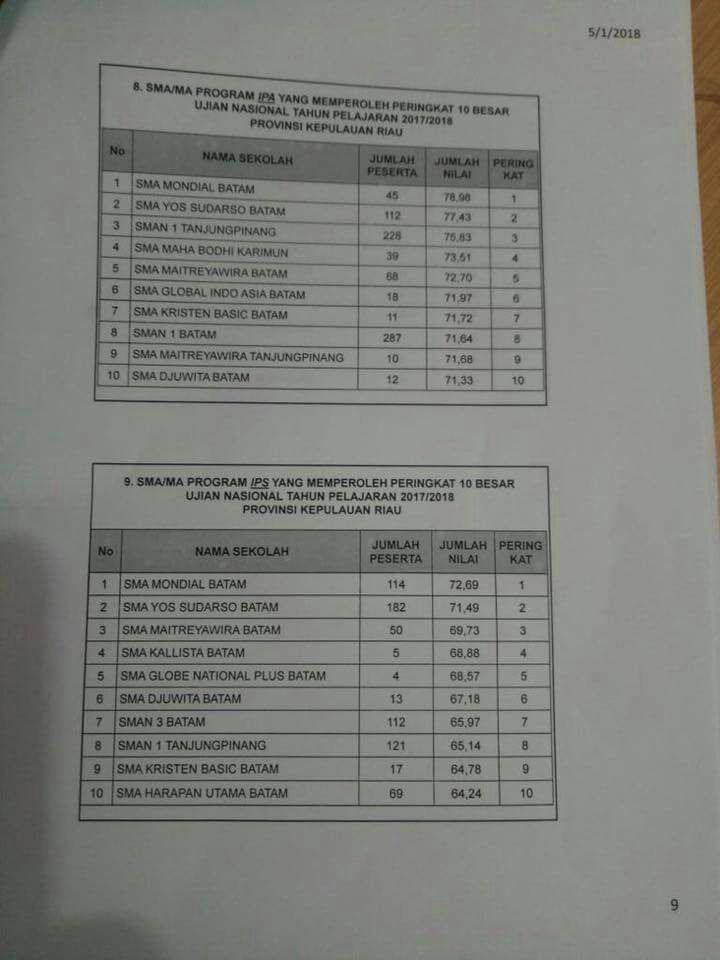 5/1/2018
8. SMA/MA PROGRAM IPA YANG MEMPEROLEH PERINGKAT 10 BESAR
UJIAN NASIONAL TAHUN PELAJARAN 2017/2018
PROVINSI KEPULAUAN RIAU
No NAMA SEKOLAH JUMLAH PESERTA JUMLAH NILAI PERING KAT
1 SMA MONDIAL BATAM 45 78,98 1
2 SMA YOS SUDARSO BATAM 112 77,43 2
3 SMAN 1 TANJUNGPINANG 228 3
4 SMA MAHA BODHI KARIMUN 39 73,51 4
5 SMA MAITREYAWIRA BATAM 68 72,70 5
6 SMA GLOBAL INDO ASIA BATAM 18 71,97 6
7 SMA KRISTEN BASIC BATAM 11 71,72 7
8 SMAN 1 BATAM 287 71,64 8
9 SMA MAITREYAWIRA TANJUNGPINANG 10 71,68 9
10 SMA DJUWITA BATAM 12 71,33 10
9. SMA/MA PROGRAM IPS YANG MEMPEROLEH PERINGKAT 10 BESAR
UJIAN NASIONAL TAHUN PELAJARAN 2017/2018
PROVINSI KEPULAUAN RIAU
No NAMA SEKOLAH JUMLAH PESERTA JUMLAH NILAI PERING KAT
1 SMA MONDIAL BATAM 114 72,69 1
2 SMA YOS SUDARSO BATAM 182 71,49 2
3 SMA MAITREYAWIRA BATAM 50 69,73 3
4 SMA KALLISTA BATAM 5 68,88 4
5 SMA GLOBE NATIONAL PLUS BATAM 4 68,57 5
6 SMA DJUWITA BATAM 13 67,18 6
7 SMAN 3 BATAM 112 65,97 7
8 SMAN 1 TANJUNGPINANG 121 65,14 8
9 SMA KRISTEN BASIC BATAM 17 64,78 9
10 SMA HARAPAN UTAMA BATAM 69 64,24 10
9